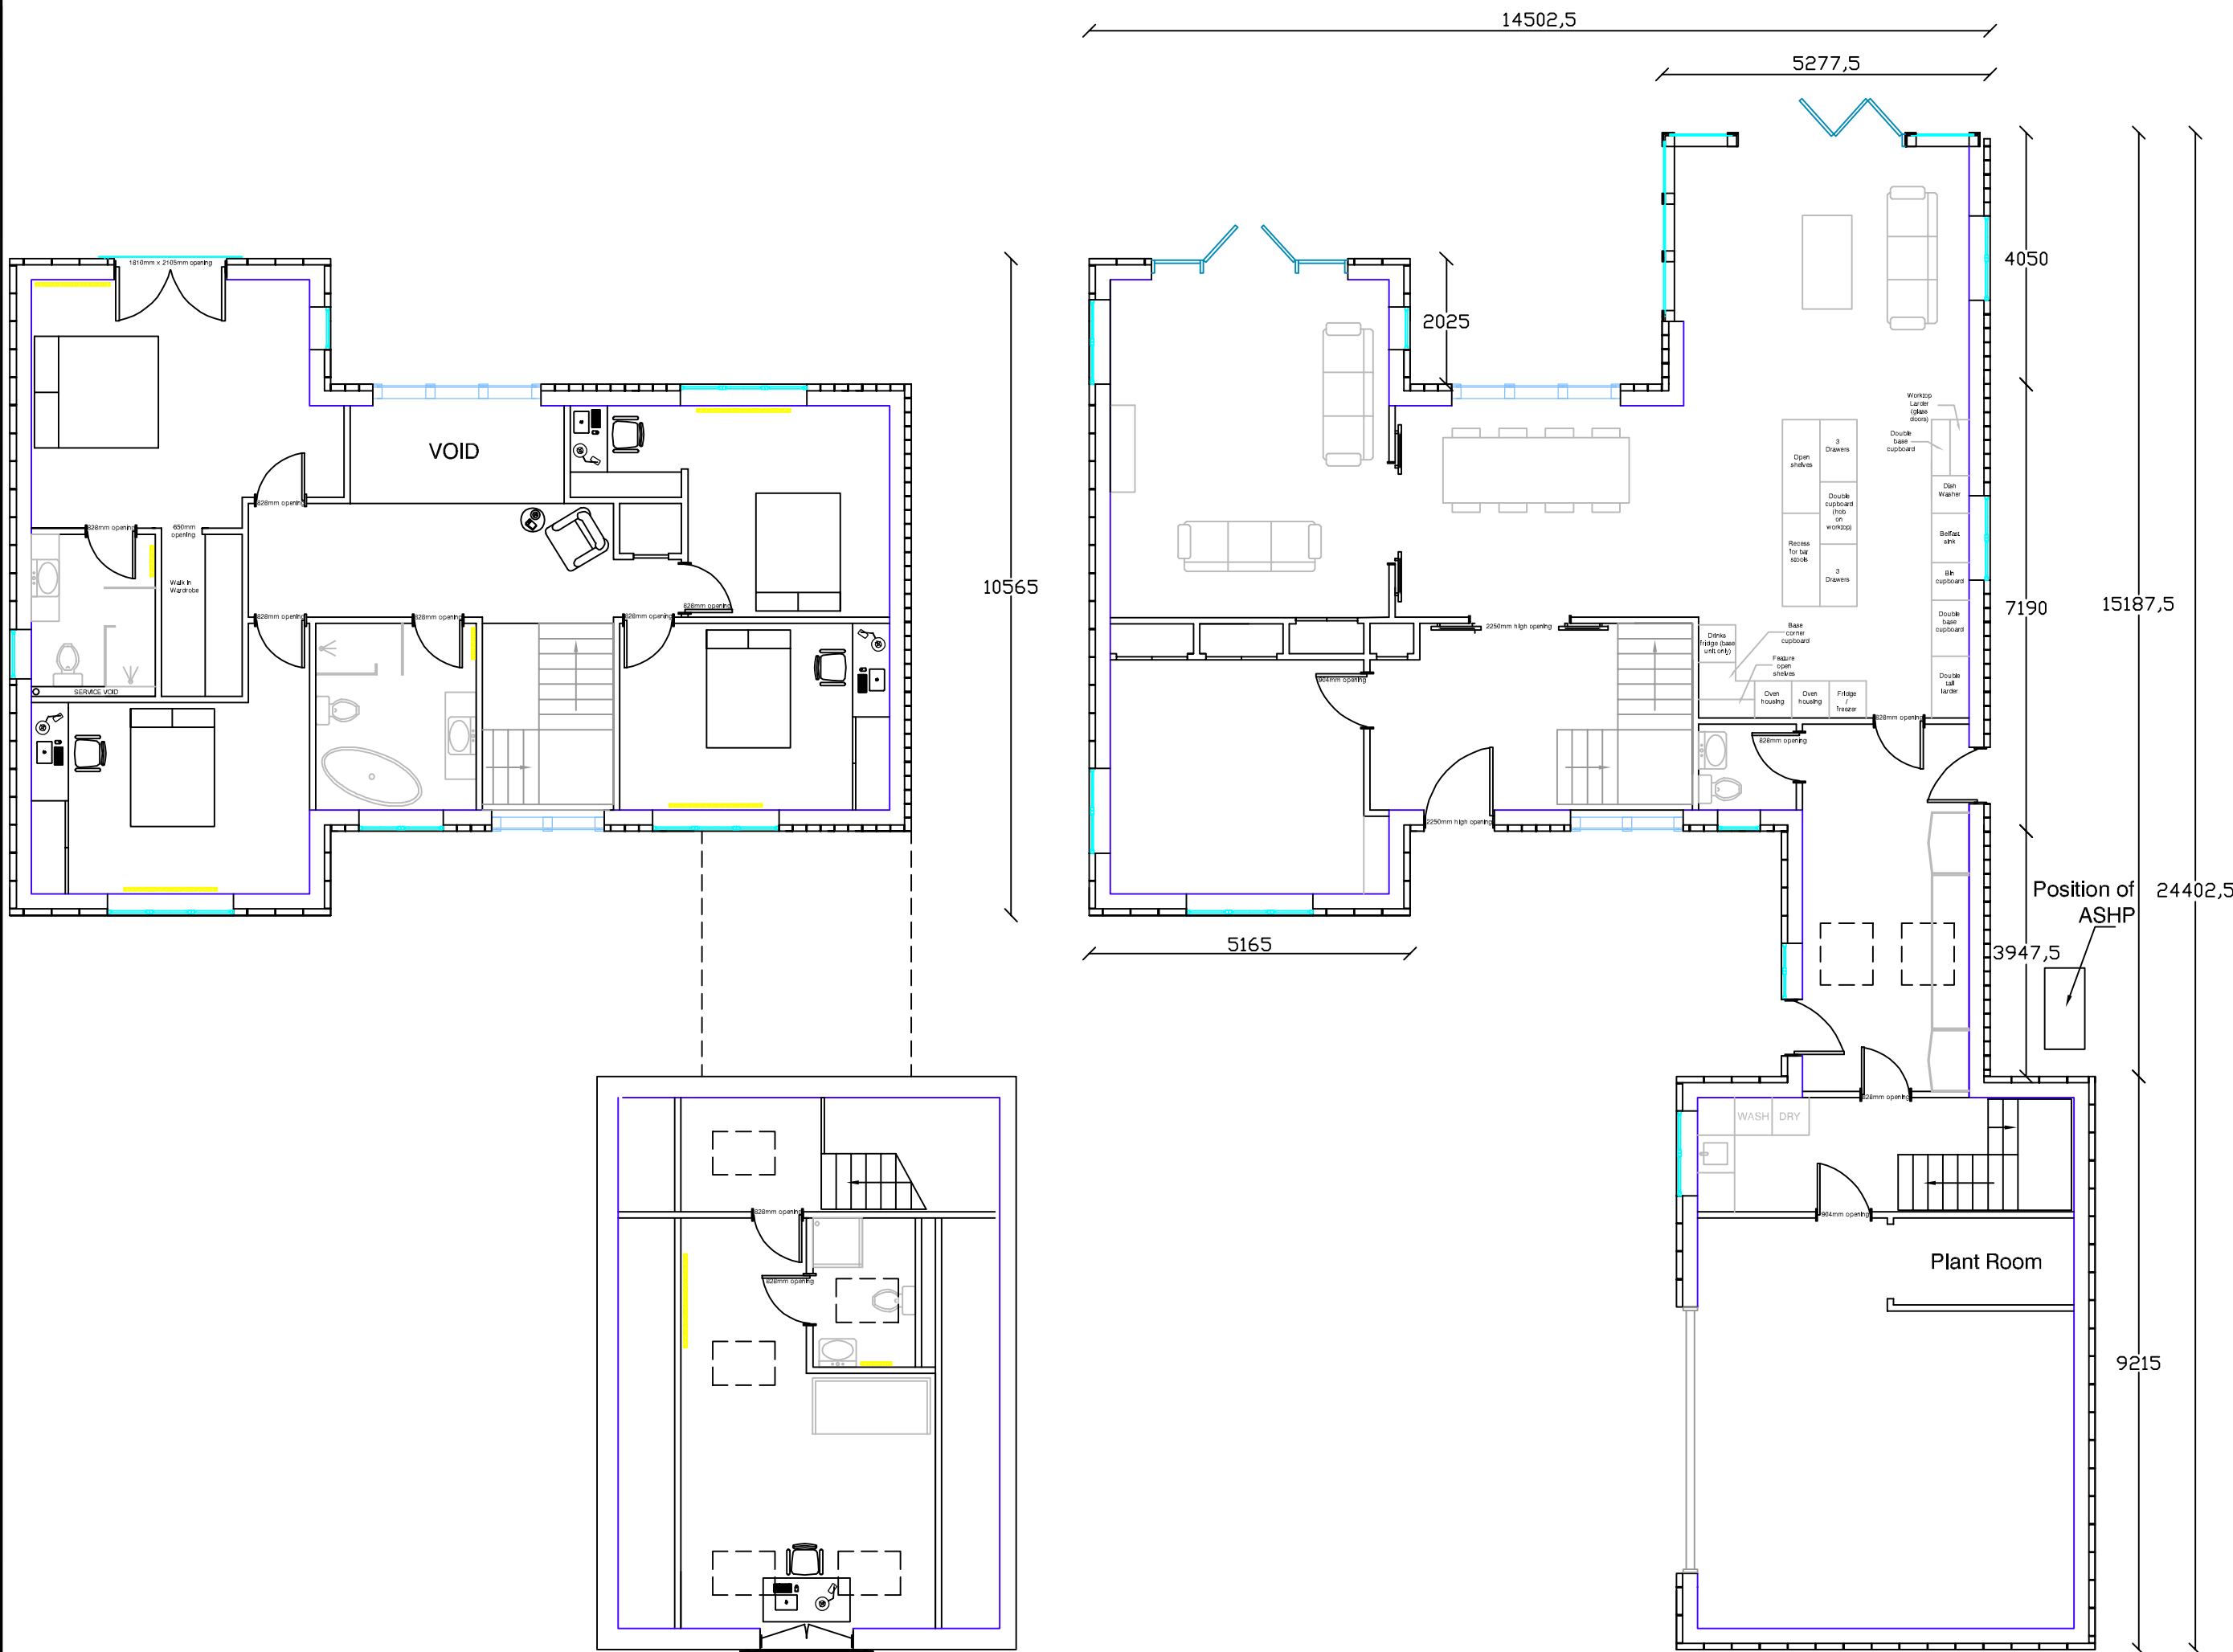 14502,5
5277,5
1810mm x 2105mm opening
4050
2025
VOID
828mm opening
828mm opening
650mm
opening
Walk in
Wardrobe
828mm opening
828mm opening
828mm opening
828mm opening
SERVICE VOID
10565
Worktop
Larder
(glass
doors)
Double
base
cupboard
Open
shelves
3
Drawers
Double
cupboard
(hob
on
worktop)
Recess
for bar
stools
3
Drawers
Dish
Washer
Belfast
sink
Bin
cupboard
Double
base
cupboard
Double
tall
larder
7190
15187,5
2250mm high opening
Drinks
fridge (base
unit only)
Base
corner
cupboard
Feature
open
shelves
Oven
housing
Oven
housing
Fridge
/
freezer
904mm opening
828mm opening
828mm opening
2250mm high opening
Position of
ASHP
24402,5
5165
3947,5
828mm opening
WASH
DRY
904mm opening
Plant Room
828mm opening
828mm opening
9215